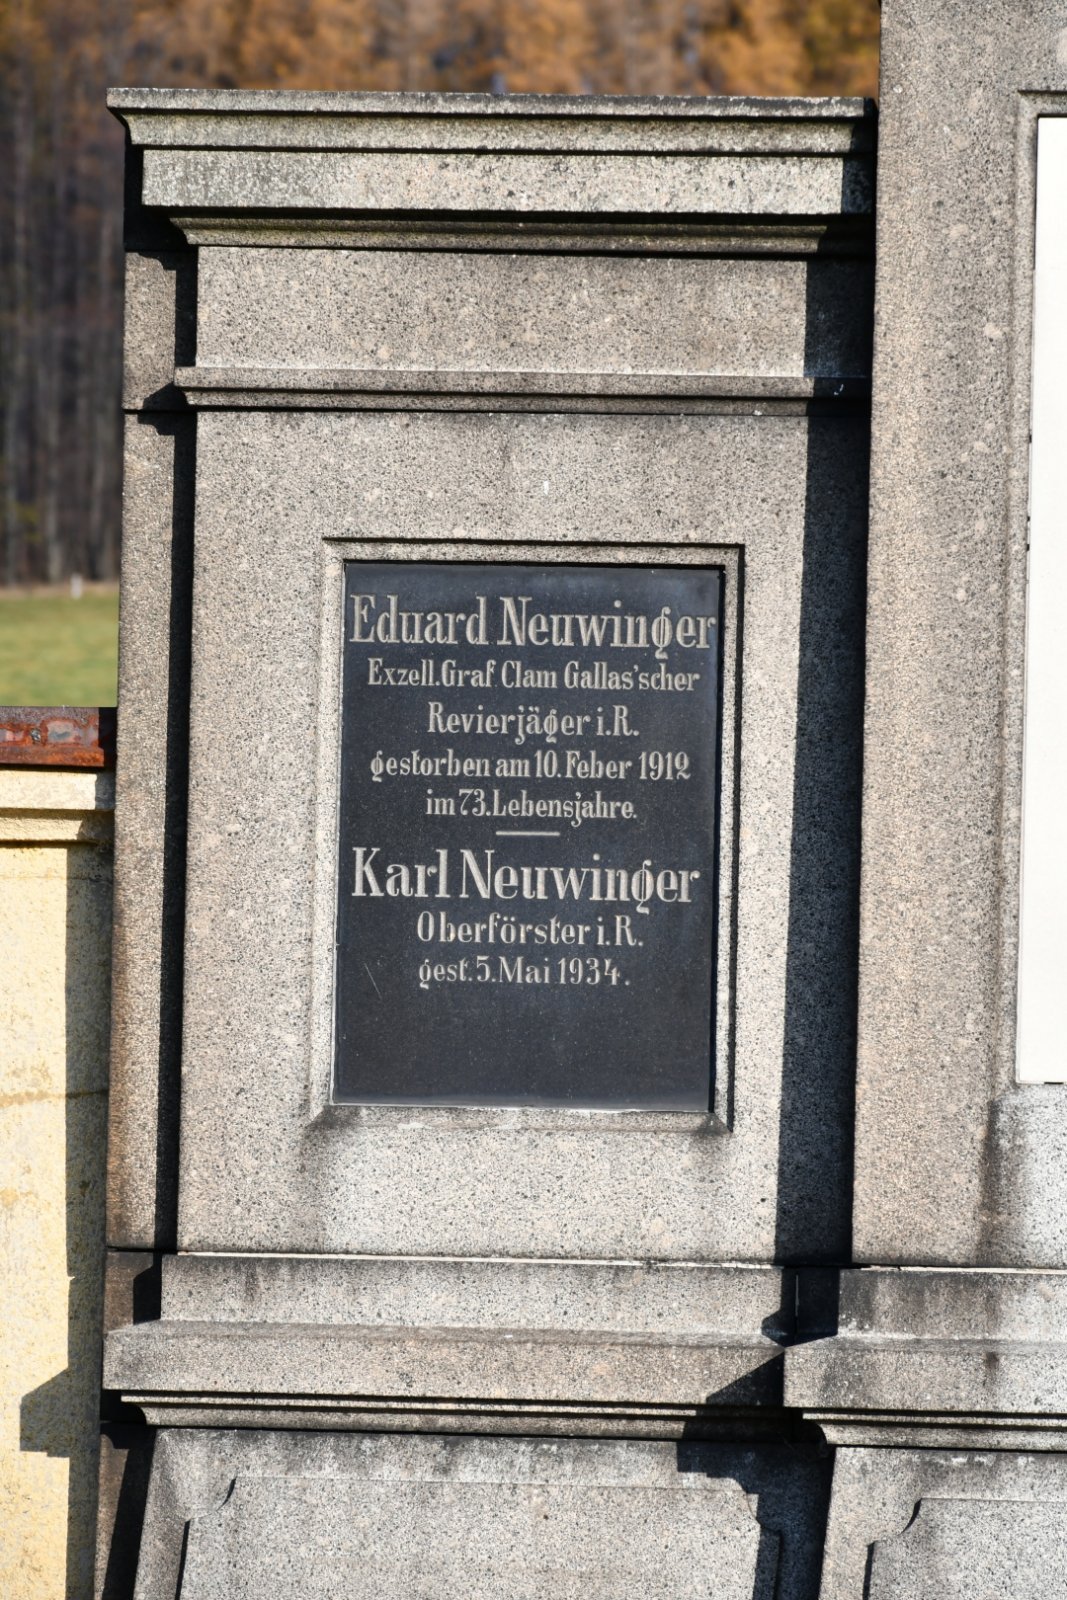 Eduard Neuwinger
Exzell. Graf Clam Gallas'scher
Revierjäger i.R.
gestorben am 10. Feber 1912
im 73. Lebensjahre.
Karl Neuwinger
Oberförster i.R.
gest. 5. Mai 1934.